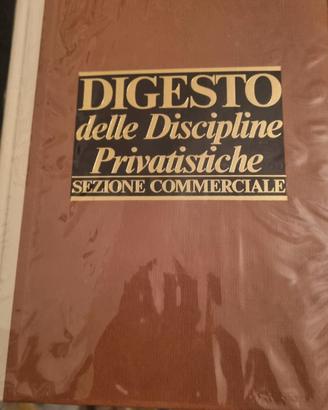 DIGESTO
delle Discipline
Privatistiche
SEZIONE COMMERCIALE